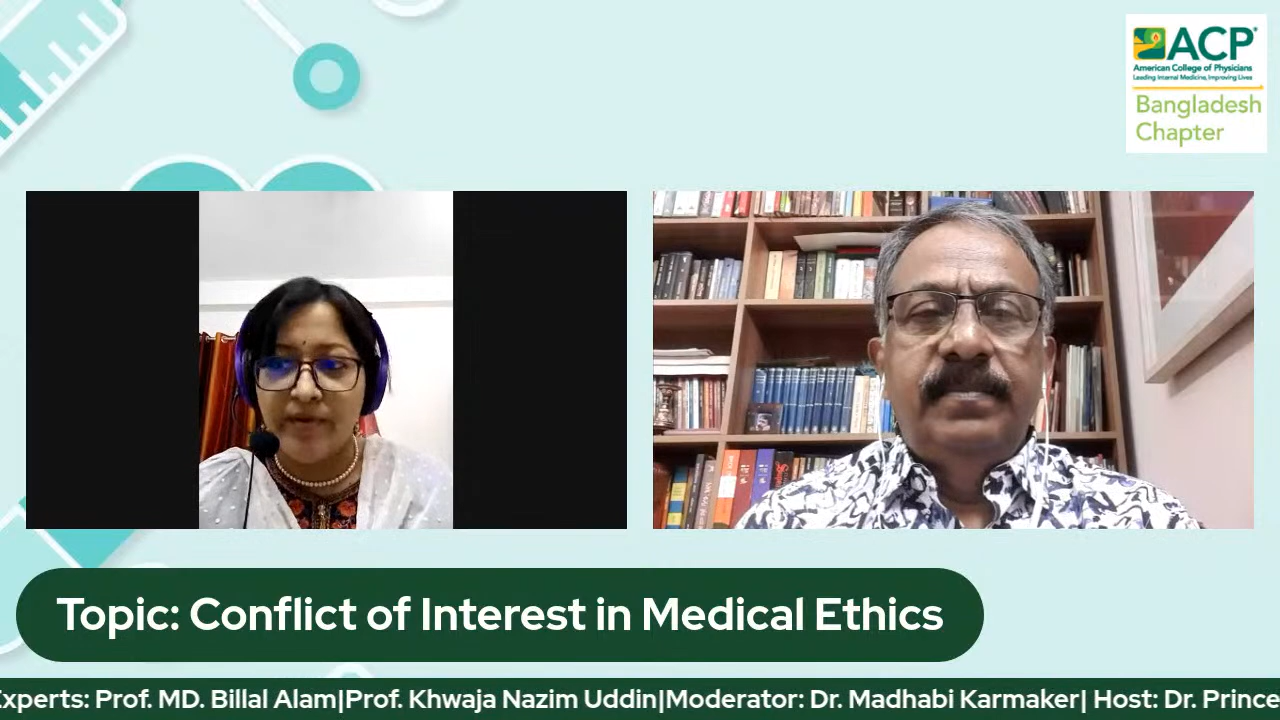 ACP®
American College of Physicians
Leading Internal Medicine, Improving Lives
Bangladesh
Chapter
Topic: Conflict of Interest in Medical Ethics
Experts: Prof. MD. Billal Alam|Prof. Khwaja Nazim Uddin|Moderator: Dr. Madhabi Karmaker| Host: Dr. Prince